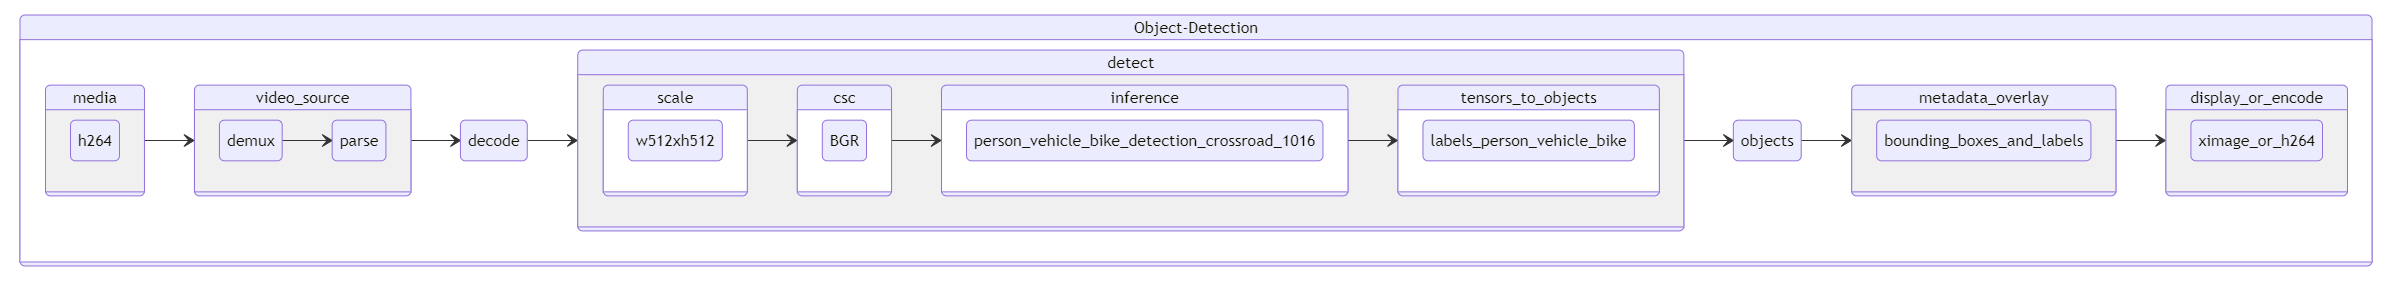 Object-Detection
detect
media
video_source
scale
csc
inference
tensors_to_objects
metadata_overlay
display_or_encode
h264
demux
parse
decode
w512xh512
BGR
person_vehicle_bike_detection_crossroad_1016
labels_person_vehicle_bike
objects
bounding_boxes_and_labels
ximage_or_h264